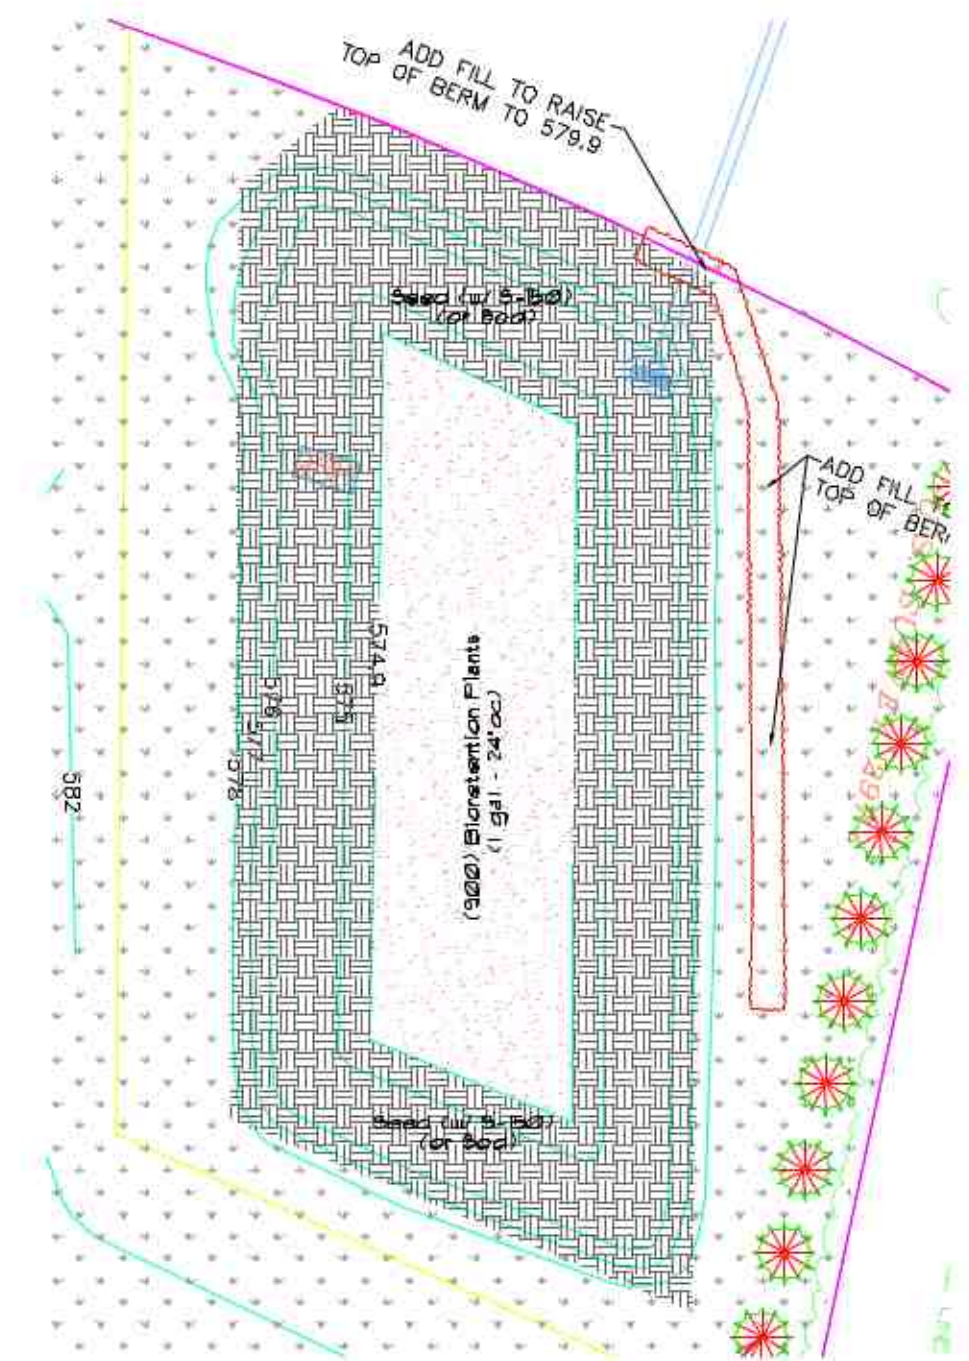 ADD FILL TO RAISE
TOP OF BERM TO 579.9
Seed (w/ S-150)
(or Sod)
ADD FILL
TOP OF BER
574.9
575
576
577
578
582
(900) Bioretention Plants
(1 gal - 24"oc)
Seed (w/ S-150)
(or Sod)
29